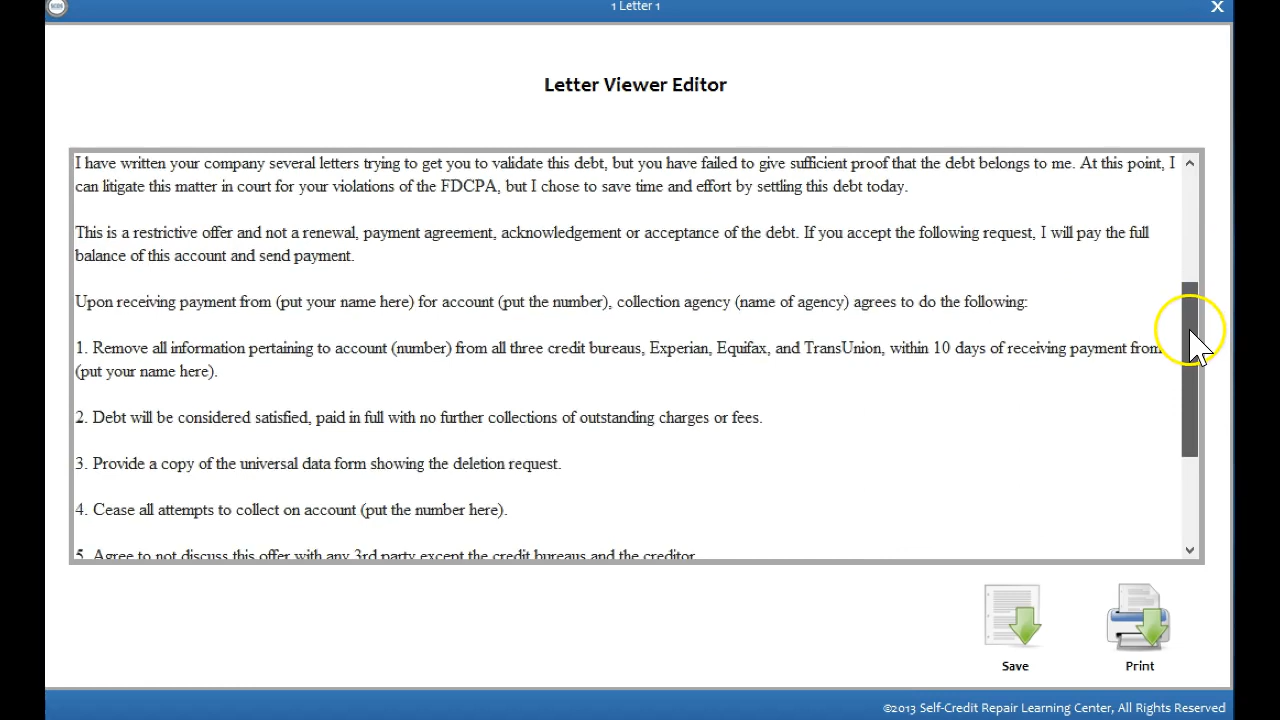 1 Letter 1
X
Letter Viewer Editor
I have written your company several letters trying to get you to validate this debt, but you have failed to give sufficient proof that the debt belongs to me. At this point, I
can litigate this matter in court for your violations of the FDCPA, but I chose to save time and effort by settling this debt today.
This is a restrictive offer and not a renewal, payment agreement, acknowledgement or acceptance of the debt. If you accept the following request, I will pay the full
balance of this account and send payment.
Upon receiving payment from (put your name here) for account (put the number), collection agency (name of agency) agrees to do the following:
1. Remove all information pertaining to account (number) from all three credit bureaus, Experian, Equifax, and TransUnion, within 10 days of receiving payment from
(put your name here).
2. Debt will be considered satisfied, paid in full with no further collections of outstanding charges or fees.
3. Provide a copy of the universal data form showing the deletion request.
4. Cease all attempts to collect on account (put the number here).
5. Agree to not discuss this offer with any 3rd party except the credit bureaus and the creditor.
Save
Print
©2013 Self-Credit Repair Learning Center, All Rights Reserved